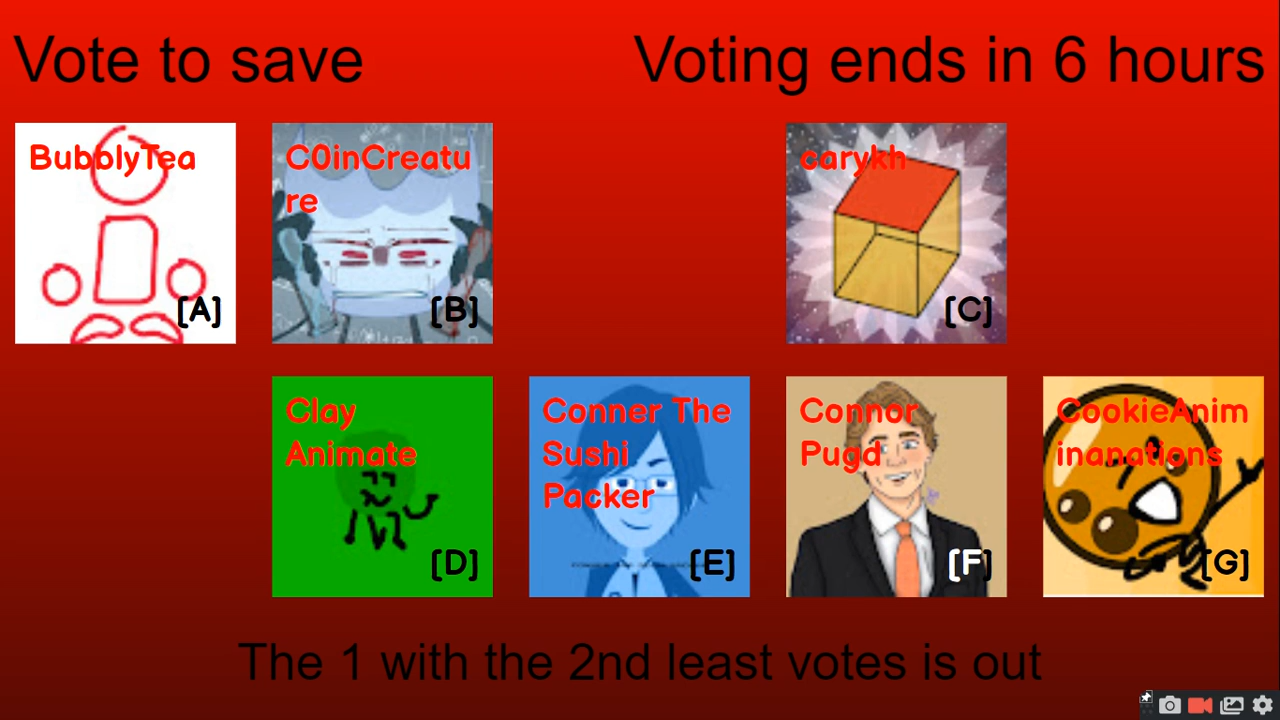 Vote to save
Voting ends in 6 hours
BubblyTea
[A]
C0inCreatu
re
[B]
carykh
[C]
Clay
Animate
[D]
Conner The
Sushi
Packer
[E]
Connor
Pugd
[F]
CookieAnim
inanations
[G]
The 1 with the 2nd least votes is out